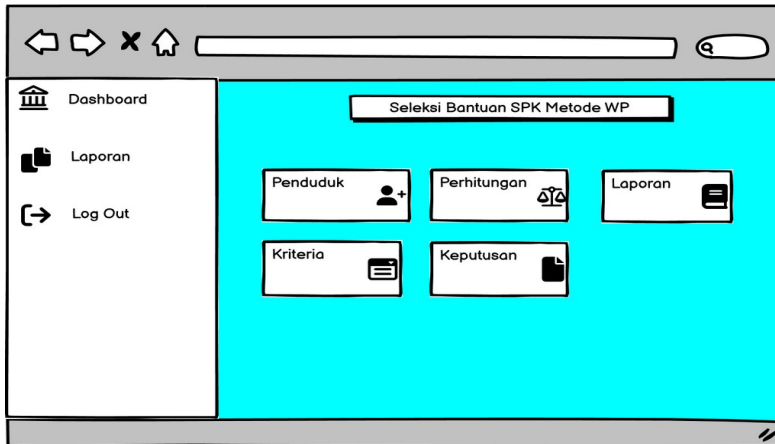 Dashboard
Laporan
Log Out
Seleksi Bantuan SPK Metode WP
Penduduk
Perhitungan
Laporan
Kriteria
Keputusan